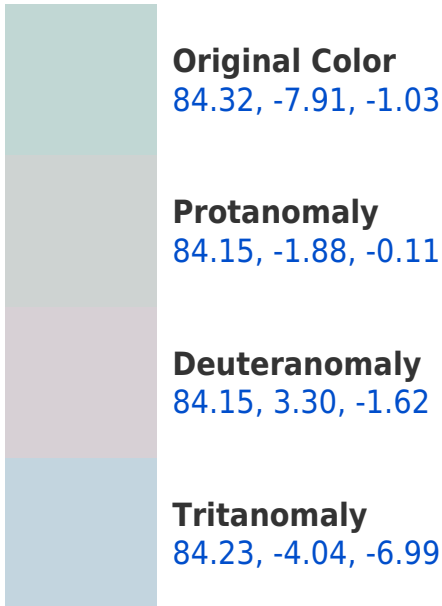 Original Color
84.32, -7.91, -1.03
Protanomaly
84.15, -1.88, -0.11
Deuteranomaly
84.15, 3.30, -1.62
Tritanomaly
84.23, -4.04, -6.99